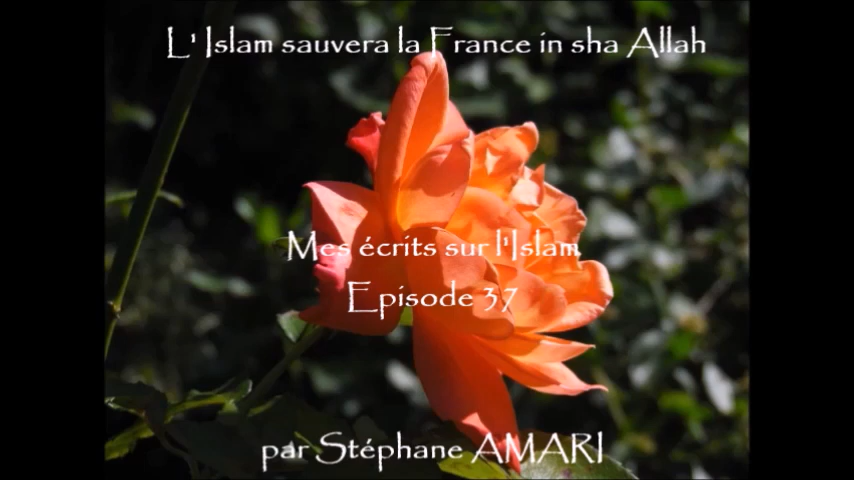 L' Islam sauvera la France in sha Allah
Mes écrits sur l'Islam
Episode 37
par Stéphane AMARI